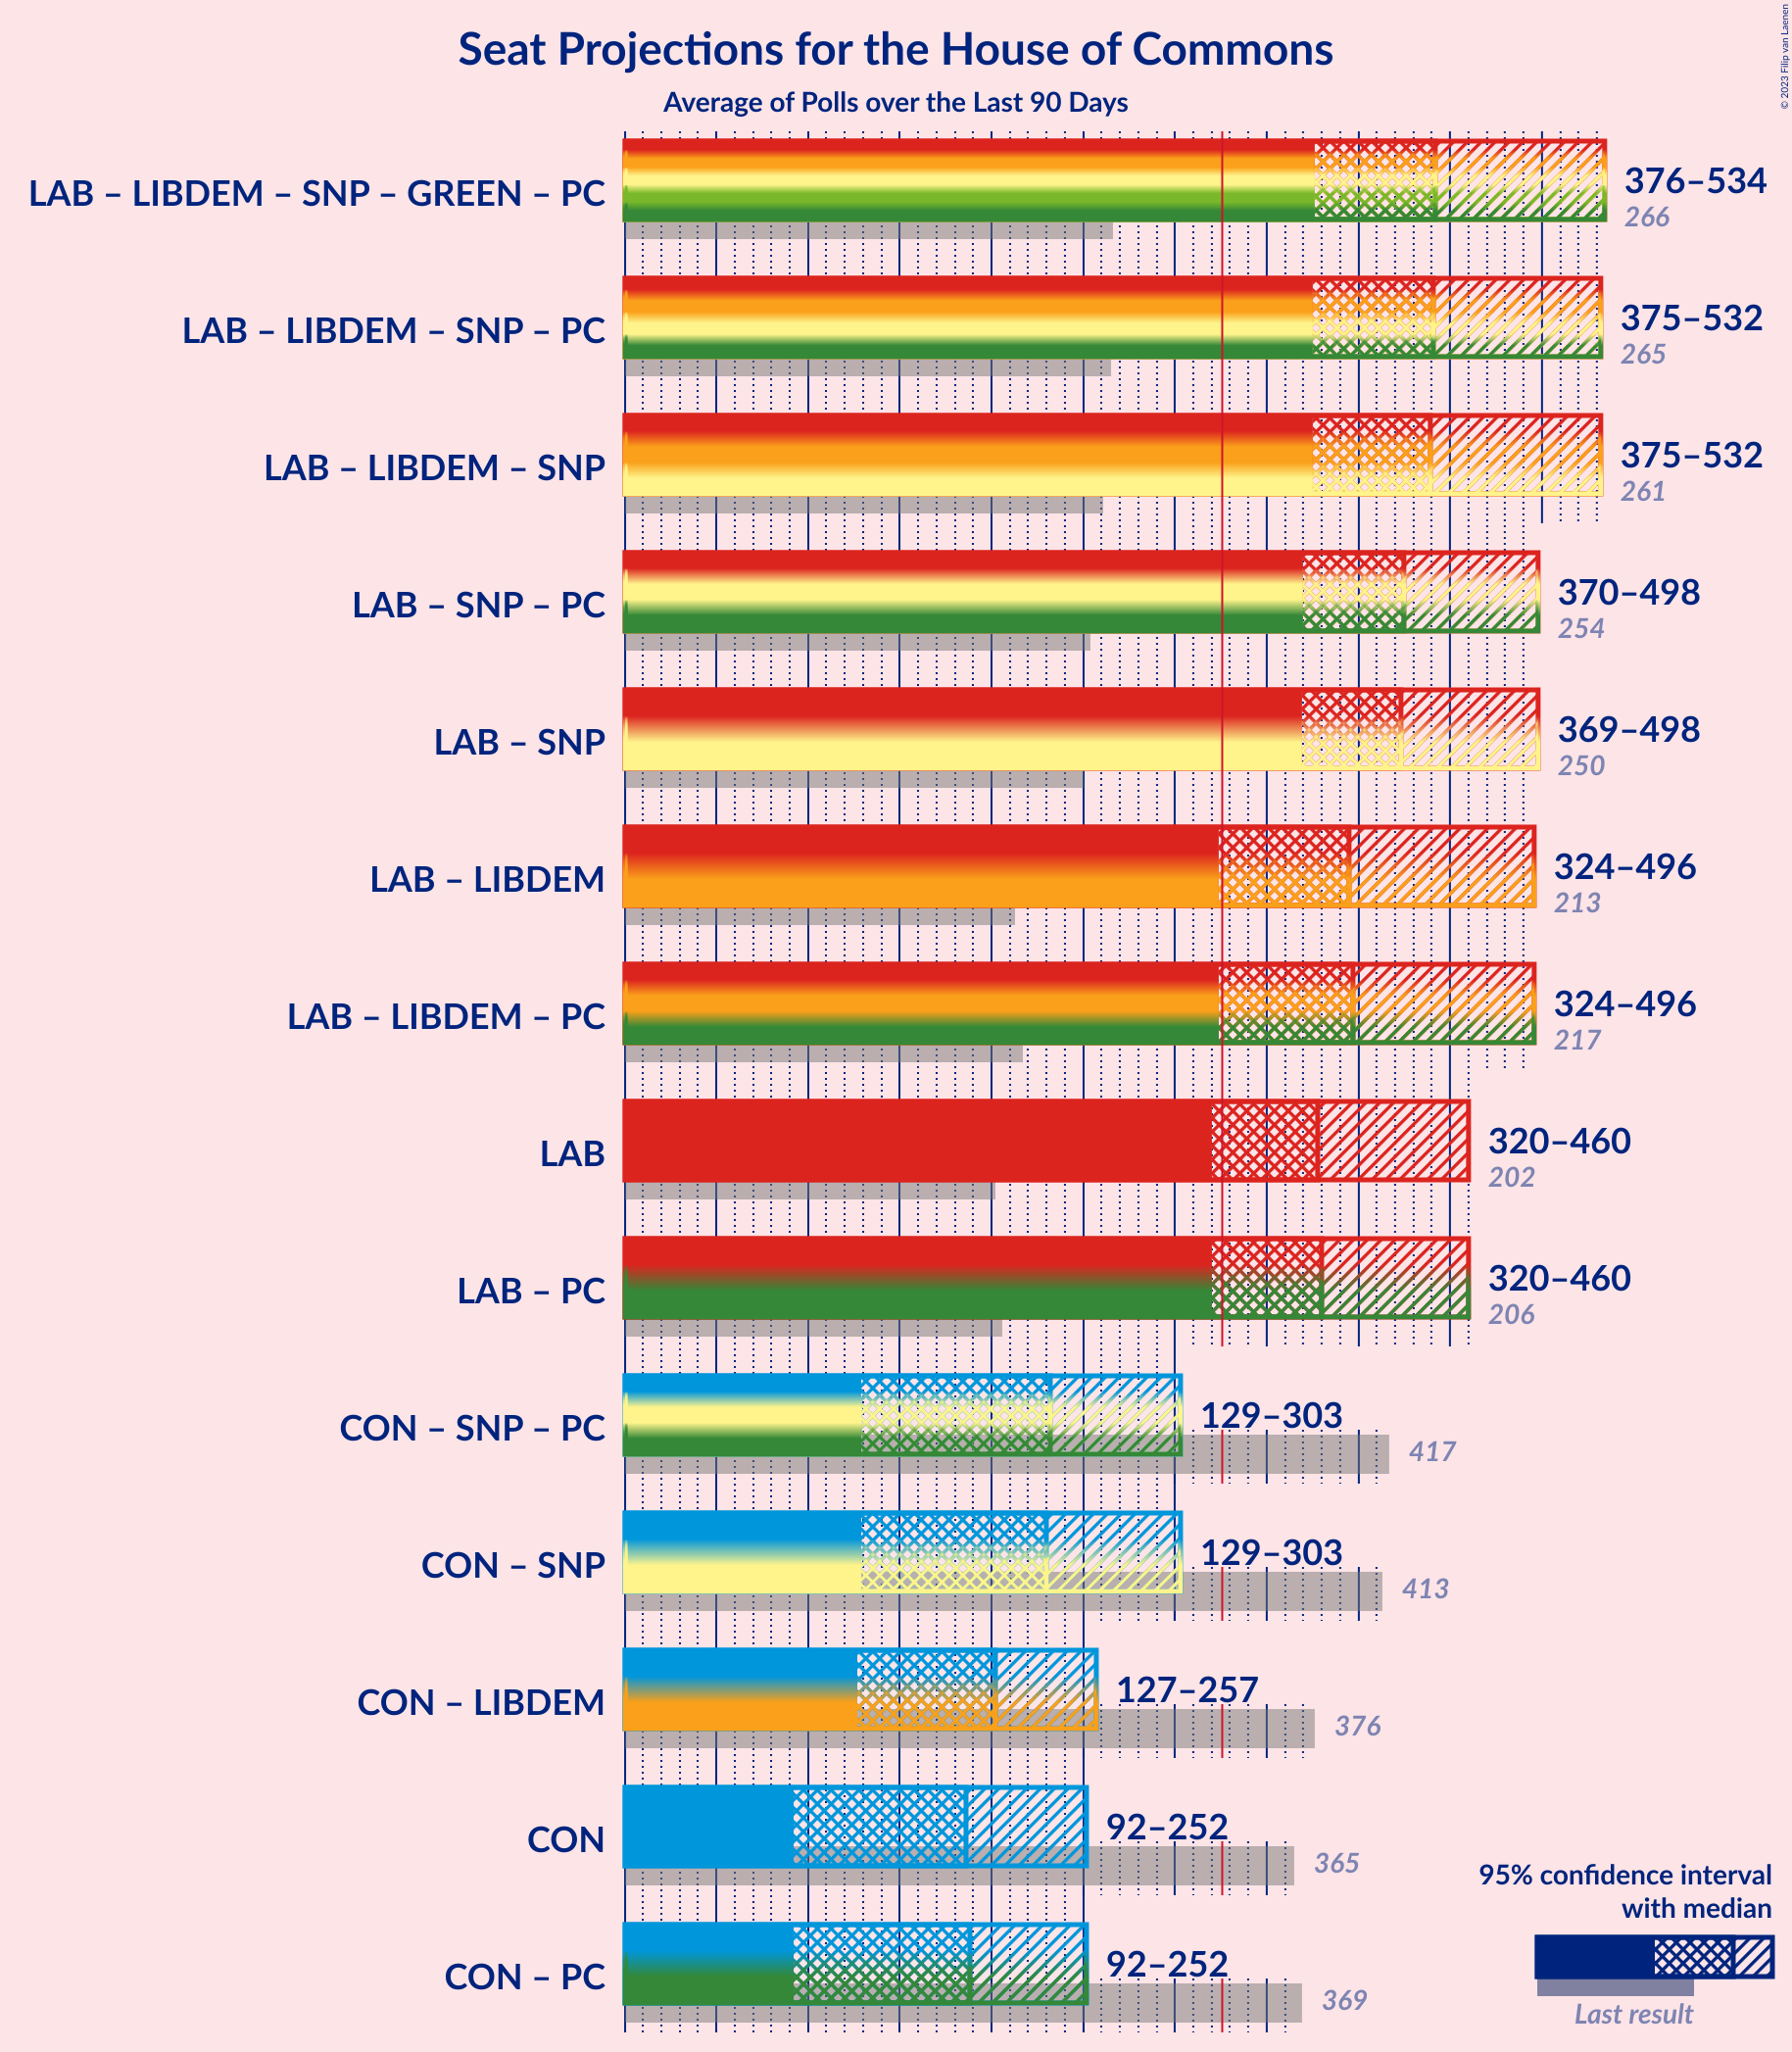 Seat Projections for the House of Commons
Average of Polls over the Last 90 Days
© 2023 Filip van Laenen
LAB – LIBDEM – SNP – GREEN – PC
376–534
266
LAB – LIBDEM – SNP – PC
375–532
265
LAB – LIBDEM – SNP
375–532
261
LAB – SNP – PC
370–498
254
LAB – SNP
369–498
250
LAB – LIBDEM
324–496
213
LAB – LIBDEM – PC
324–496
217
LAB
320–460
202
LAB – PC
320–460
206
CON – SNP – PC
129–303
417
CON – SNP
129–303
413
CON – LIBDEM
127–257
376
CON
92–252
365
CON – PC
92–252
369
95% confidence interval
with median
Last result